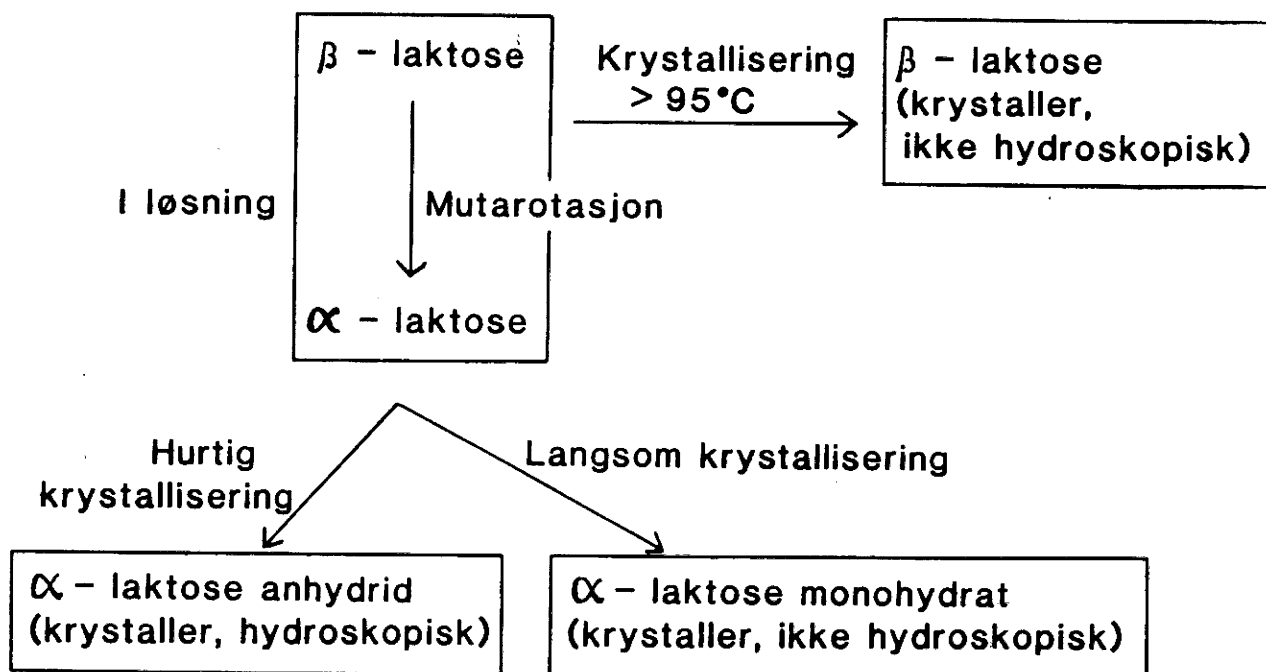 β - laktose
Krystallisering
> 95°C
β - laktose
(krystaller,
ikke hydroskopisk)
I løsning
Mutarotasjon
α - laktose
Hurtig
krystallisering
Langsom krystallisering
α - laktose anhydrid
(krystaller, hydroskopisk)
α - laktose monohydrat
(krystaller, ikke hydroskopisk)